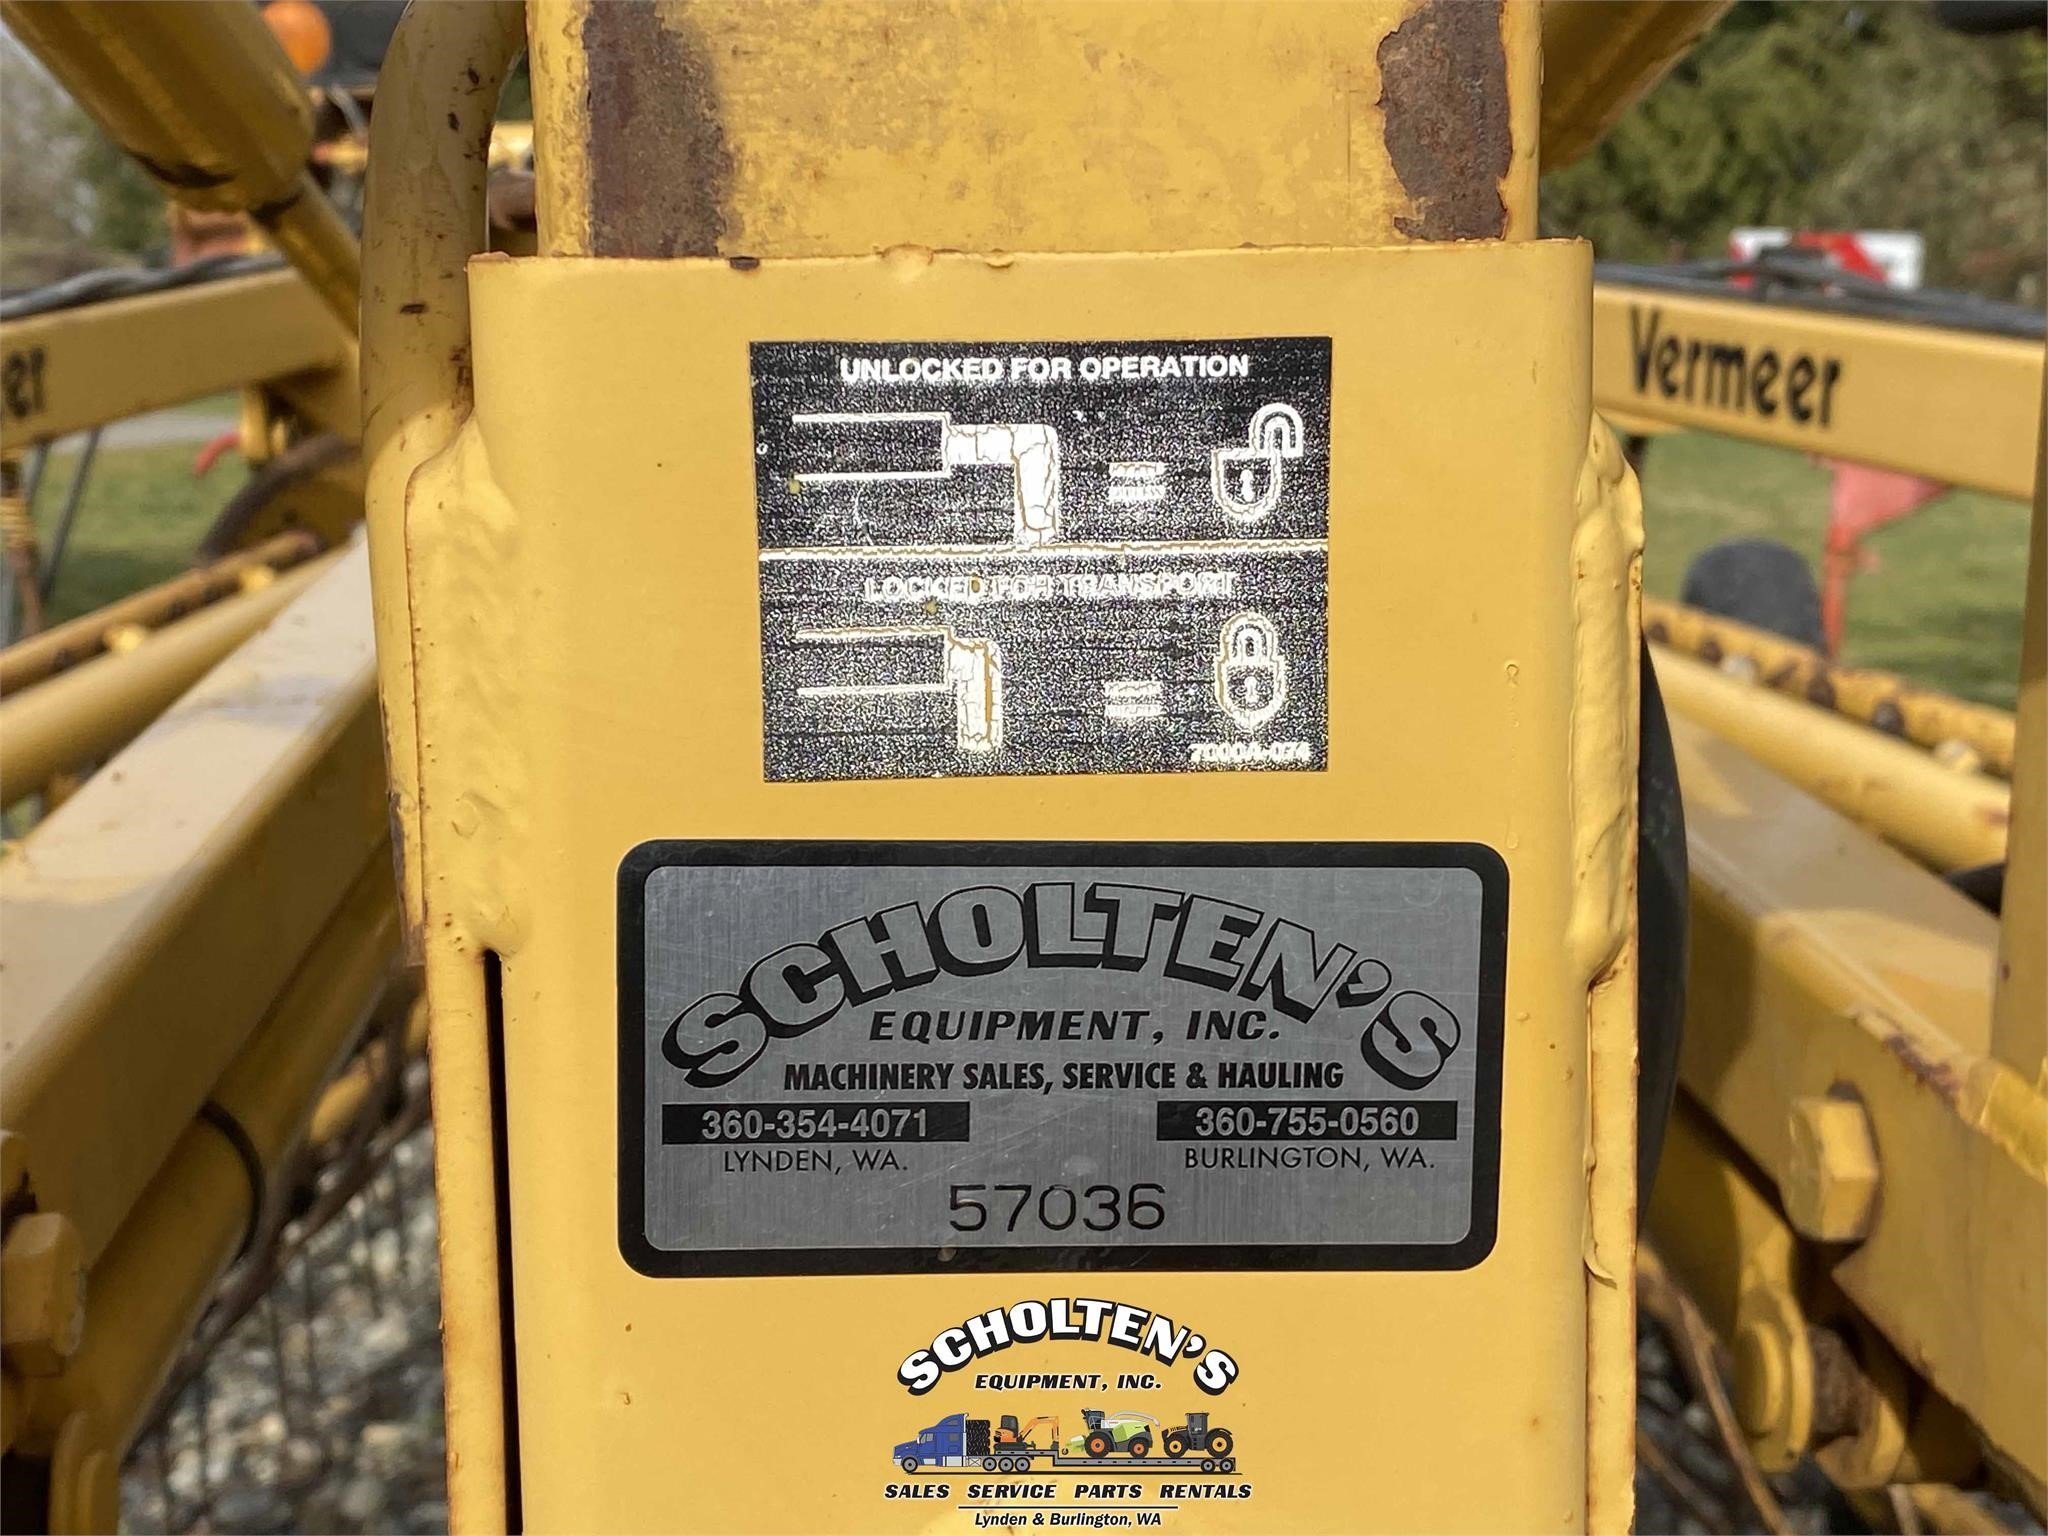 UNLOCKED FOR OPERATION
LOCKED FOR TRANSPORT
Vermeer
er
SCHOLTEN'S
EQUIPMENT, INC.
MACHINERY SALES, SERVICE & HAULING
360-354-4071
LYNDEN, WA.
360-755-0560
BURLINGTON, WA.
57036
SCHOLTEN'S
EQUIPMENT, INC.
SALES SERVICE PARTS RENTALS
Lynden & Burlington, WA